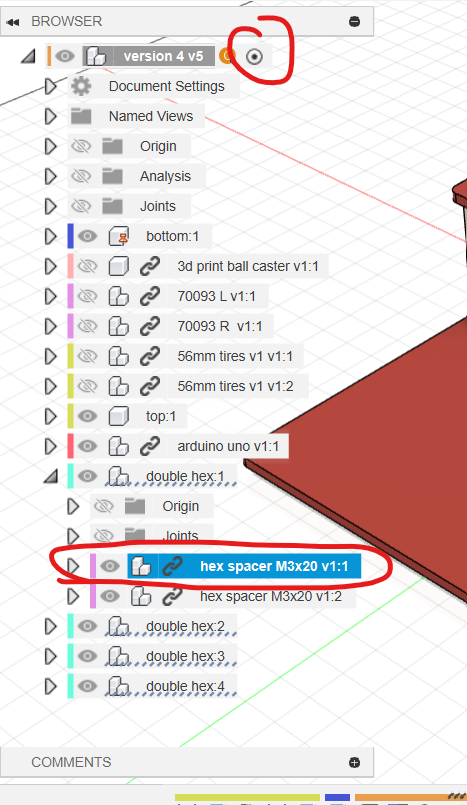 BROWSER
version 4 v5
Document Settings
Named Views
Origin
Analysis
Joints
bottom:1
3d print ball caster v1:1
70093 L v1:1
70093 R v1:1
56mm tires v1 v1:1
56mm tires v1 v1:2
top:1
arduino uno v1:1
double hex:1
Origin
Joints
hex spacer M3x20 v1:1
hex spacer M3x20 v1:2
double hex:2
double hex:3
double hex:4
COMMENTS